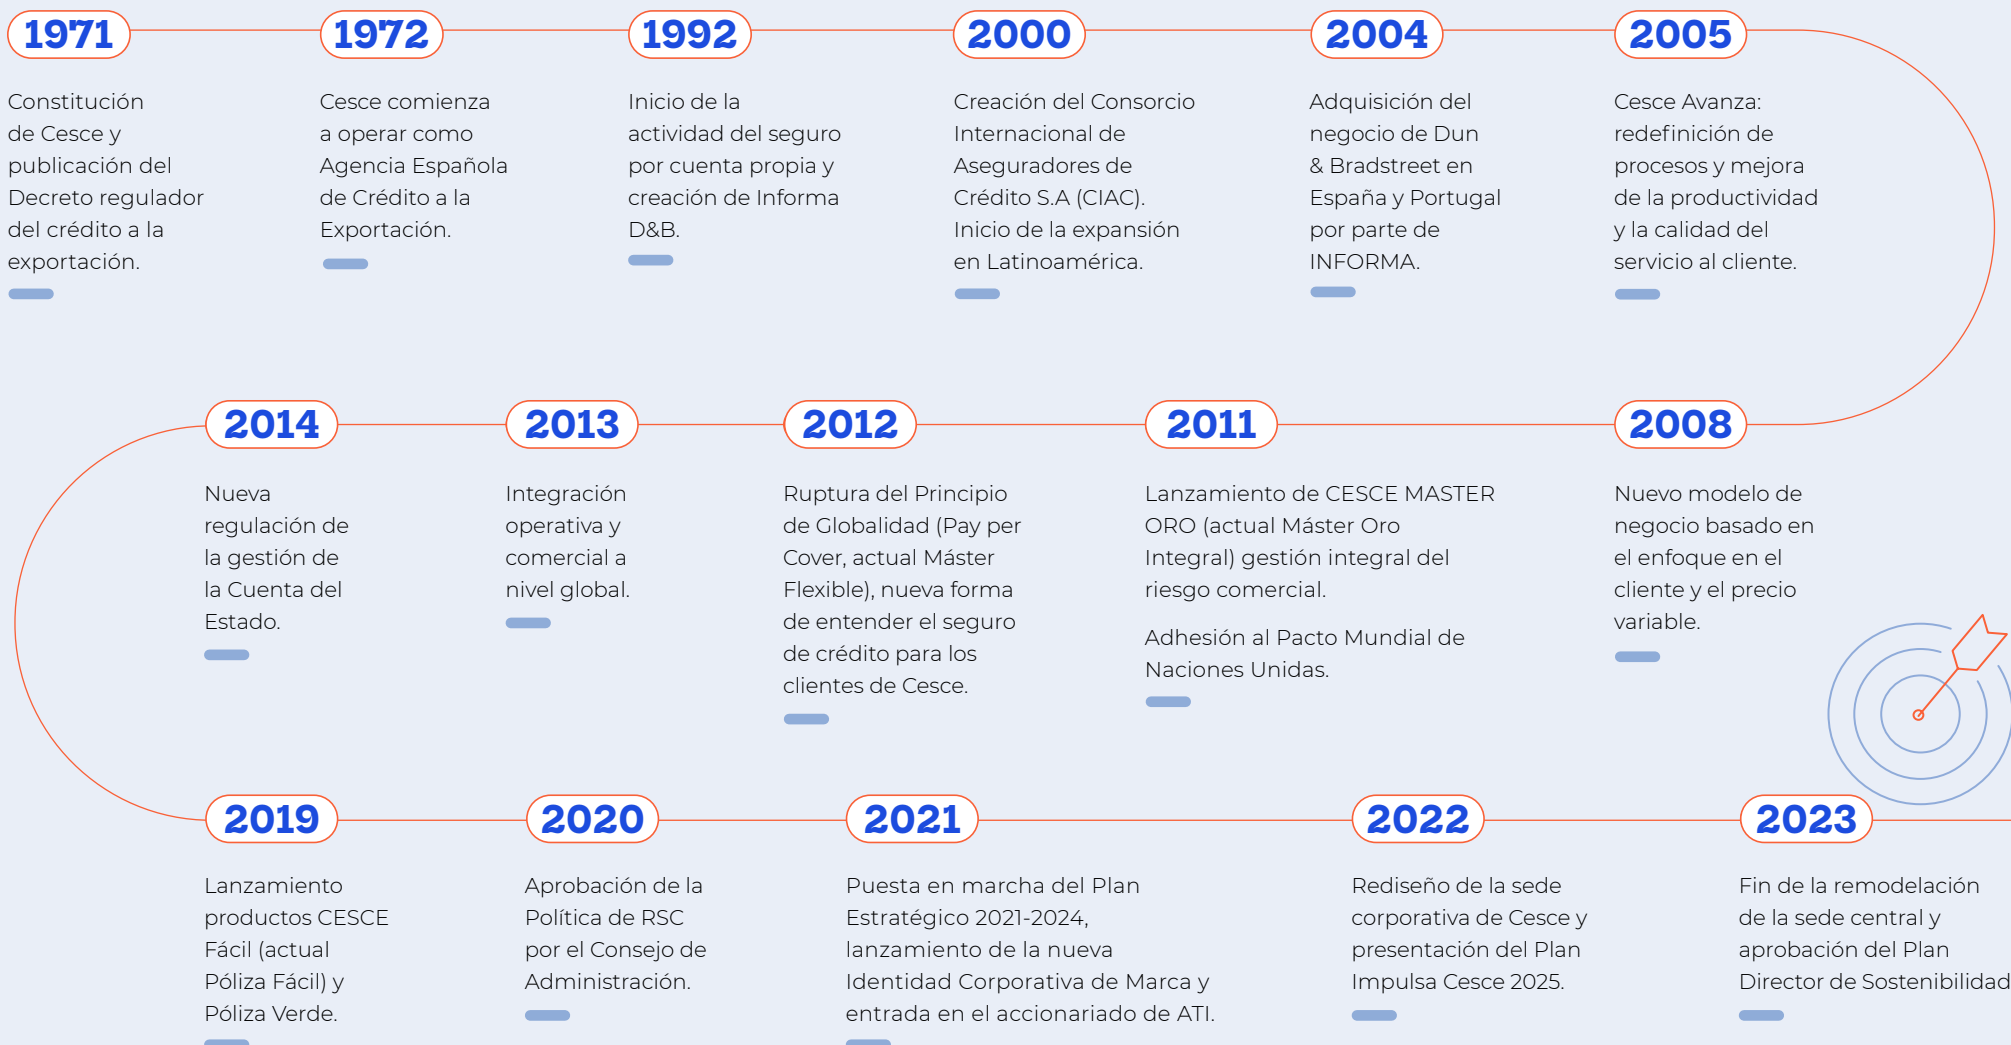 1971
Constitución
de Cesce y
publicación del
Decreto regulador
del crédito a la
exportación.
1972
Cesce comienza
a operar como
Agencia Española
de Crédito a la
Exportación.
1992
Inicio de la
actividad del seguro
por cuenta propia y
creación de Informa
D&B.
2000
Creación del Consorcio
Internacional de
Aseguradores de
Crédito S.A (CIAC).
Inicio de la expansión
en Latinoamérica.
2004
Adquisición del
negocio de Dun
& Bradstreet en
España y Portugal
por parte de
INFORMA.
2005
Cesce Avanza:
redefinición de
procesos y mejora
de la productividad
y la calidad del
servicio al cliente.
2008
Nuevo modelo de
negocio basado en
el enfoque en el
cliente y el precio
variable.
2011
Lanzamiento de CESCE MASTER
ORO (actual Máster Oro
Integral) gestión integral del
riesgo comercial.
Adhesión al Pacto Mundial de
Naciones Unidas.
2012
Ruptura del Principio
de Globalidad (Pay per
Cover, actual Máster
Flexible), nueva forma
de entender el seguro
de crédito para los
clientes de Cesce.
2013
Integración
operativa y
comercial a
nivel global.
2014
Nueva
regulación de
la gestión de
la Cuenta del
Estado.
2019
Lanzamiento
productos CESCE
Fácil (actual
Póliza Fácil) y
Póliza Verde.
2020
Aprobación de la
Política de RSC
por el Consejo de
Administración.
2021
Puesta en marcha del Plan
Estratégico 2021-2024,
lanzamiento de la nueva
Identidad Corporativa de Marca y
entrada en el accionariado de ATI.
2022
Rediseño de la sede
corporativa de Cesce y
presentación del Plan
Impulsa Cesce 2025.
2023
Fin de la remodelación
de la sede central y
aprobación del Plan
Director de Sostenibilidad